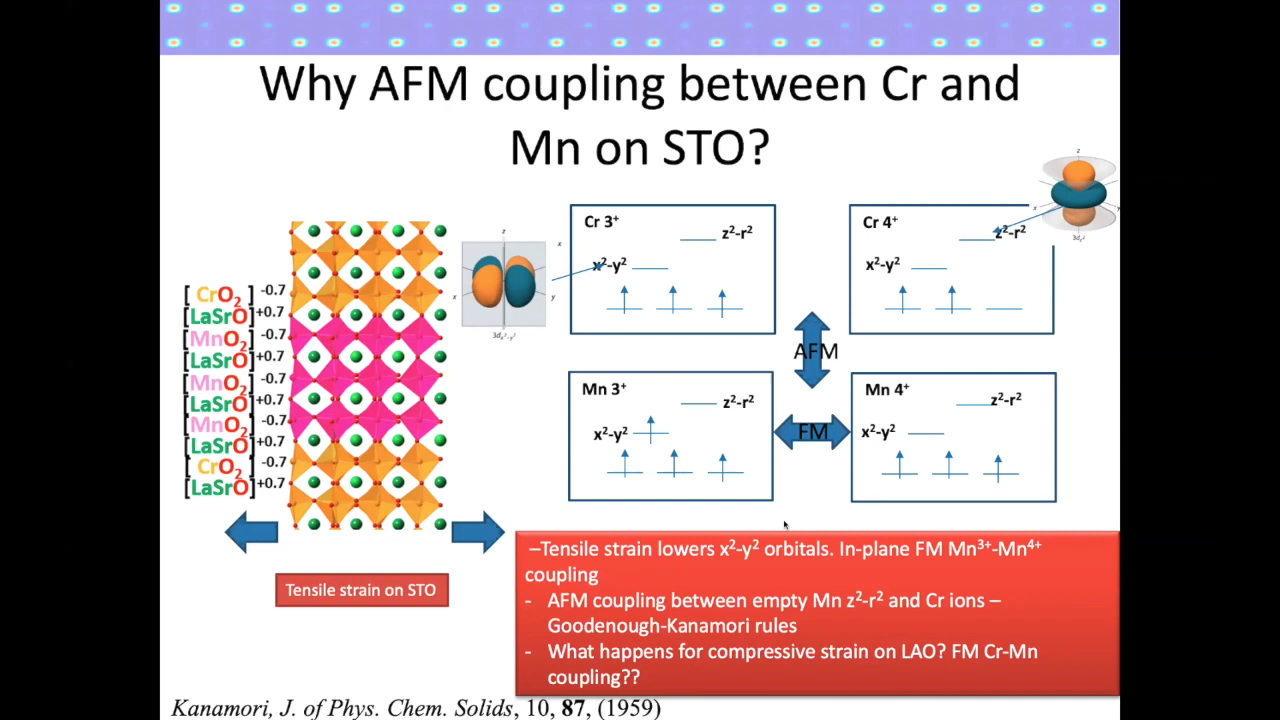 Why AFM coupling between Cr and
Mn on STO?
[CrO₂] -0.7
[LaSrO] +0.7
[MnO₂] -0.7
[LaSrO] +0.7
[MnO₂] -0.7
[LaSrO] +0.7
[MnO₂] -0.7
[LaSrO] +0.7
[CrO₂] -0.7
[LaSrO] +0.7
Tensile strain on STO
z
x
x
y
3dₓ²₋ᵧ²
Cr 3⁺
z²-r²
x²-y²
Cr 4⁺
z²-r²
x²-y²
z
x
y
AFM
Mn 3⁺
z²-r²
x²-y²
FM
Mn 4⁺
z²-r²
x²-y²
–Tensile strain lowers x²-y² orbitals. In-plane FM Mn³⁺-Mn⁴⁺
coupling
- AFM coupling between empty Mn z²-r² and Cr ions –
Goodenough-Kanamori rules
- What happens for compressive strain on LAO? FM Cr-Mn
coupling??
Kanamori, J. of Phys. Chem. Solids, 10, 87, (1959)